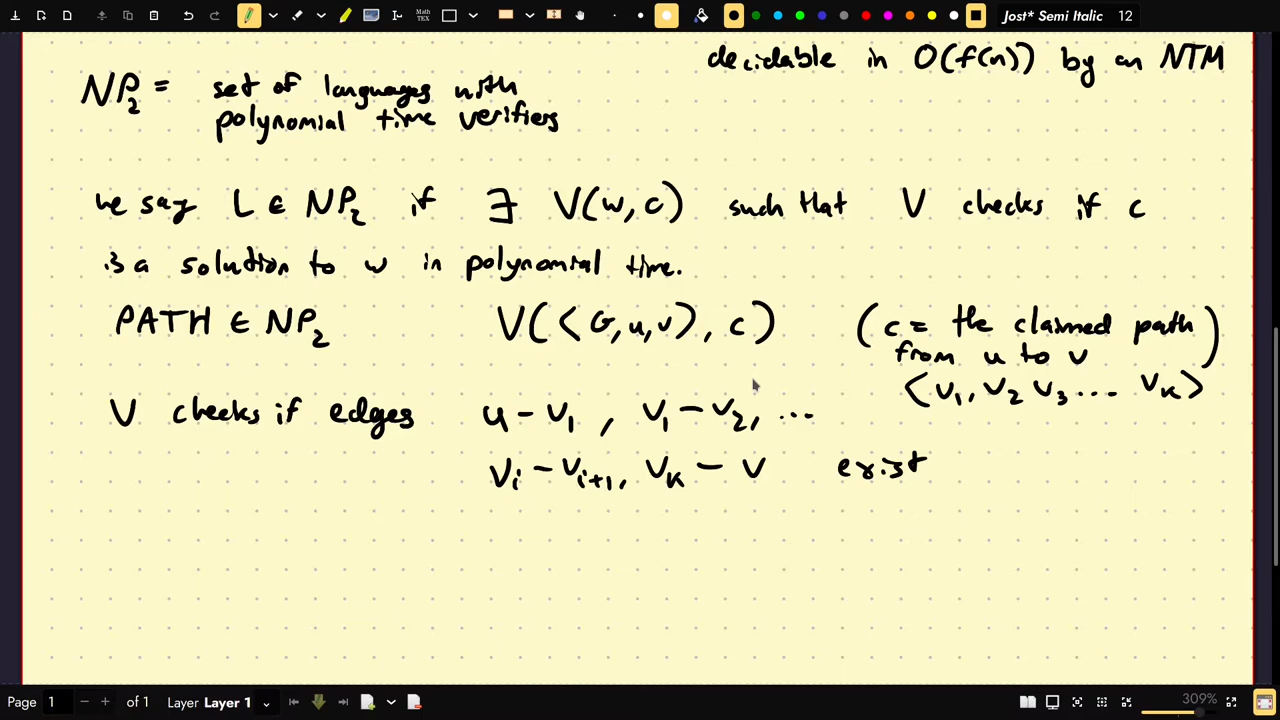 Math TEX
Jost* Semi Italic 12
decidable in O(f(n)) by an NTM
NP₂ = set of languages with
polynomial time verifiers
we say L ∈ NP₂ if ∃ V(w,c) such that V checks if c
is a solution to w in polynomial time.
PATH ∈ NP₂ V(<G,u,v>, c) (c = the claimed path
from u to v)
<v₁, v₂ v₃ .... vₖ>
V checks if edges u - v₁ , v₁ - v₂, ...
vᵢ - vᵢ₊₁, vₖ - v exist
Page 1 of 1 Layer Layer 1 309%